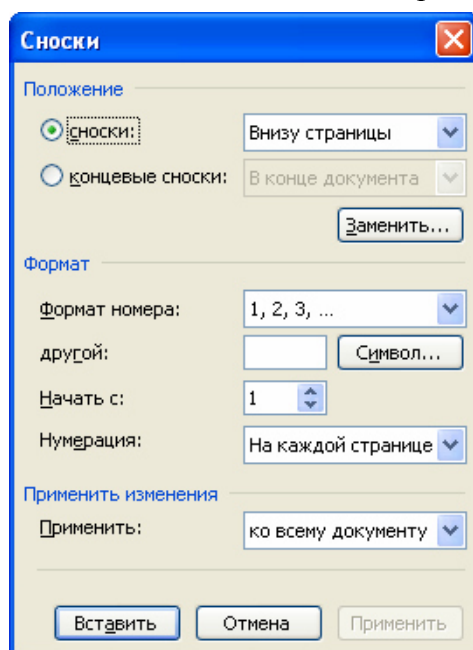 Сноски
Положение
сноски: Внизу страницы
концевые сноски: В конце документа
Заменить...
Формат
Формат номера: 1, 2, 3, ...
другой: Символ...
Начать с: 1
Нумерация: На каждой странице
Применить изменения
Применить: ко всему документу
Вставить Отмена Применить